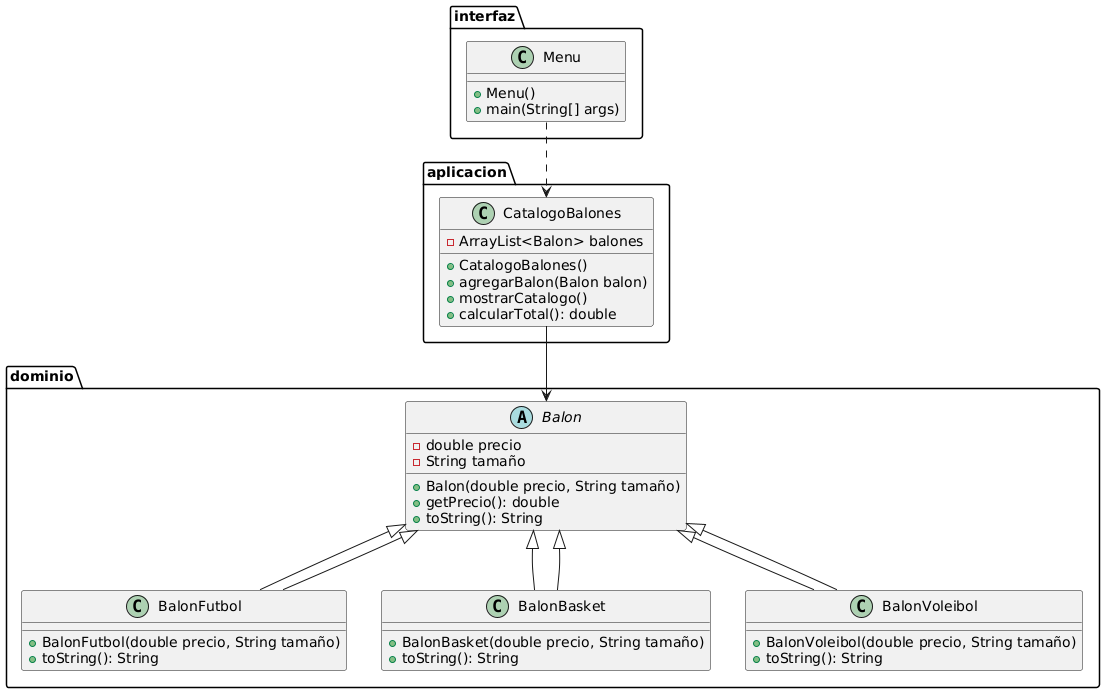 interfaz
C Menu
Menu()
main(String[] args)
aplicacion
C CatalogoBalones
ArrayList<Balon> balones
CatalogoBalones()
agregarBalon(Balon balon)
mostrarCatalogo()
calcularTotal(): double
dominio
A Balon
double precio
String tamaño
Balon(double precio, String tamaño)
getPrecio(): double
toString(): String
C BalonFutbol
BalonFutbol(double precio, String tamaño)
toString(): String
C BalonBasket
BalonBasket(double precio, String tamaño)
toString(): String
C BalonVoleibol
BalonVoleibol(double precio, String tamaño)
toString(): String